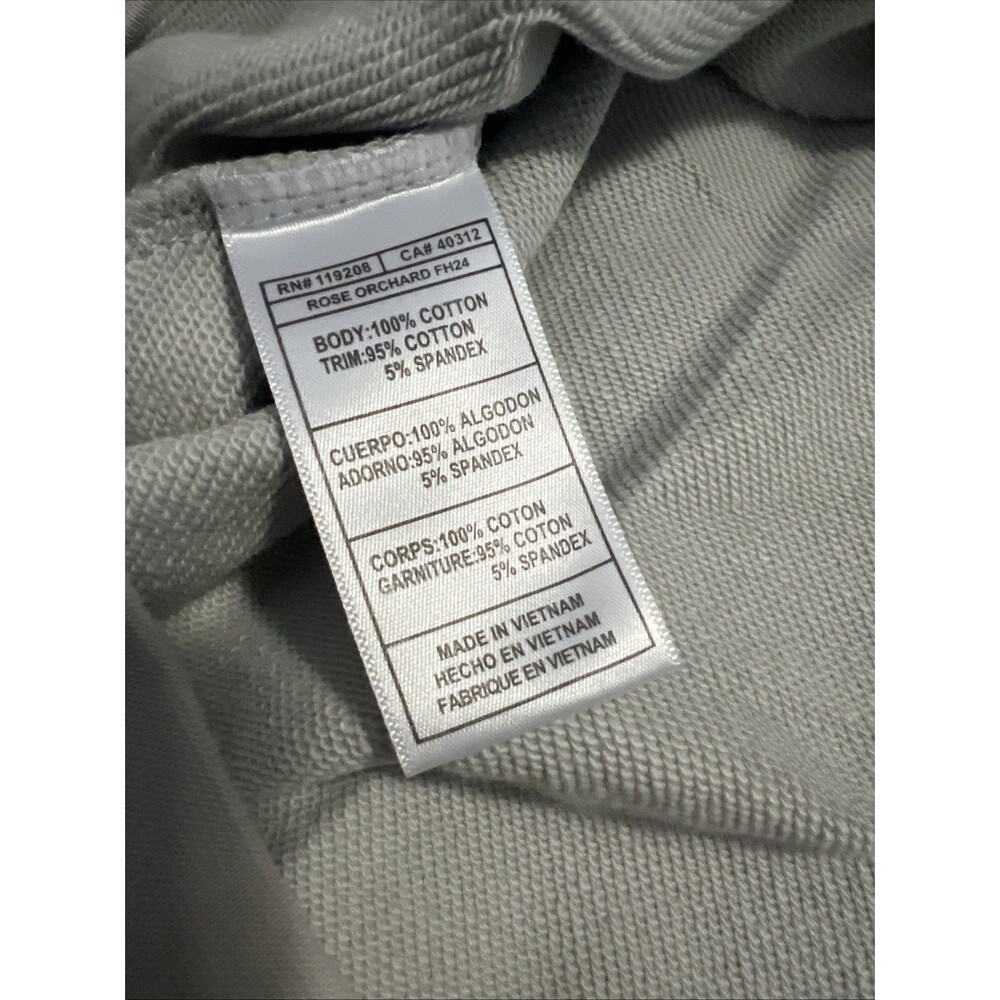 RN# 119208 CA# 40312
ROSE ORCHARD FH24
BODY:100% COTTON
TRIM:95% COTTON
5% SPANDEX
CUERPO:100% ALGODON
ADORNO:95% ALGODON
5% SPANDEX
CORPS:100% COTON
GARNITURE:95% COTON
5% SPANDEX
MADE IN VIETNAM
HECHO EN VIETNAM
FABRIQUE EN VIETNAM